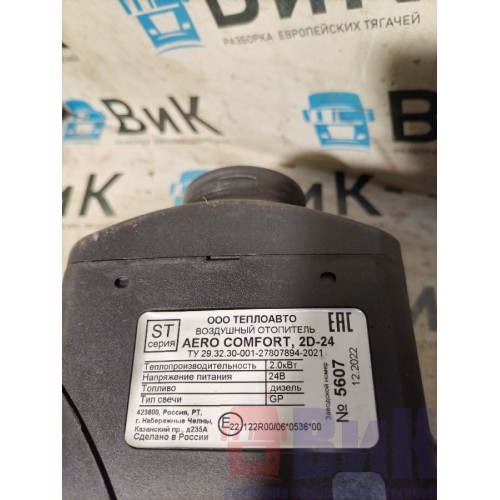 ВиК
РАЗБОРКА ЕВРОПЕЙСКИХ ТЯГАЧЕЙ
ВиК
ВиК
ST
серия
ООО ТЕПЛОАВТО
ВОЗДУШНЫЙ ОТОПИТЕЛЬ
AERO COMFORT, 2D-24
ТУ 29.32.30-001-27807894-2021
Теплопроизводительность 2.0кВт
Напряжение питания 24В
Топливо дизель
Тип свечи GP
423800, Россия, РТ,
г. Набережные Челны,
Казанский пр., д235А
Сделано в России
E22 122R00/06*0536*00
EAC
Заводской номер
№ 5607
12.2022
ВиК